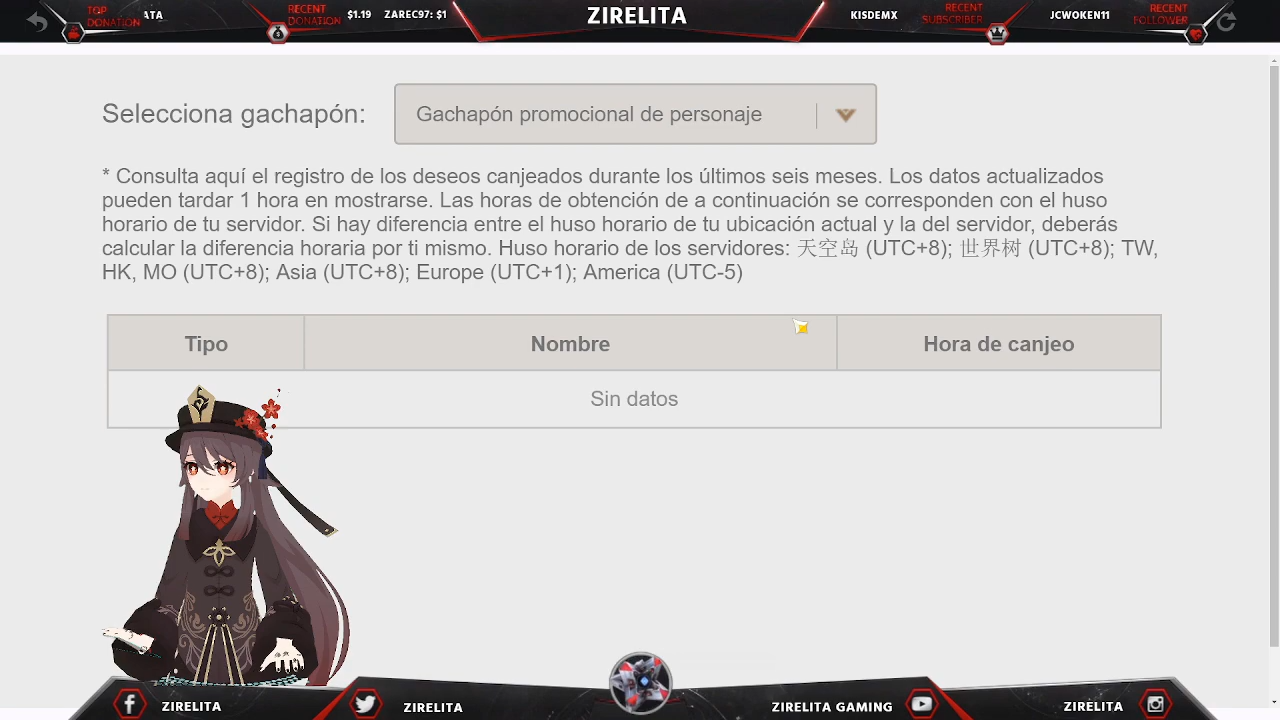 TOP
DONATION
ATA
RECENT
DONATION
$1.19 ZAREC97: $1
ZIRELITA
KISDEMX
RECENT
SUBSCRIBER
JCWOKEN11
RECENT
FOLLOWER
Selecciona gachapón:
Gachapón promocional de personaje
* Consulta aquí el registro de los deseos canjeados durante los últimos seis meses. Los datos actualizados
pueden tardar 1 hora en mostrarse. Las horas de obtención de a continuación se corresponden con el huso
horario de tu servidor. Si hay diferencia entre el huso horario de tu ubicación actual y la del servidor, deberás
calcular la diferencia horaria por ti mismo. Huso horario de los servidores: 天空岛 (UTC+8); 世界树 (UTC+8); TW,
HK, MO (UTC+8); Asia (UTC+8); Europe (UTC+1); America (UTC-5)
Tipo Nombre Hora de canjeo
Sin datos
ZIRELITA
ZIRELITA
ZIRELITA GAMING
ZIRELITA